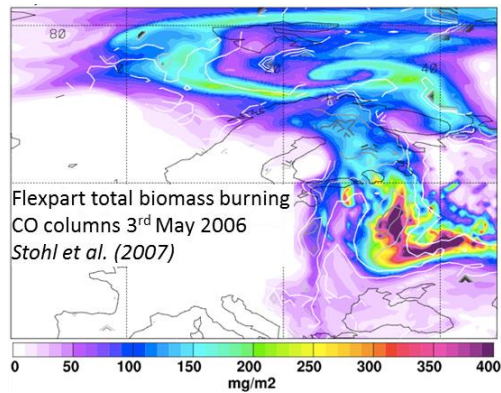 80
40
Flexpart total biomass burning
CO columns 3rd May 2006
Stohl et al. (2007)
0 50 100 150 200 250 300 350 400
mg/m2